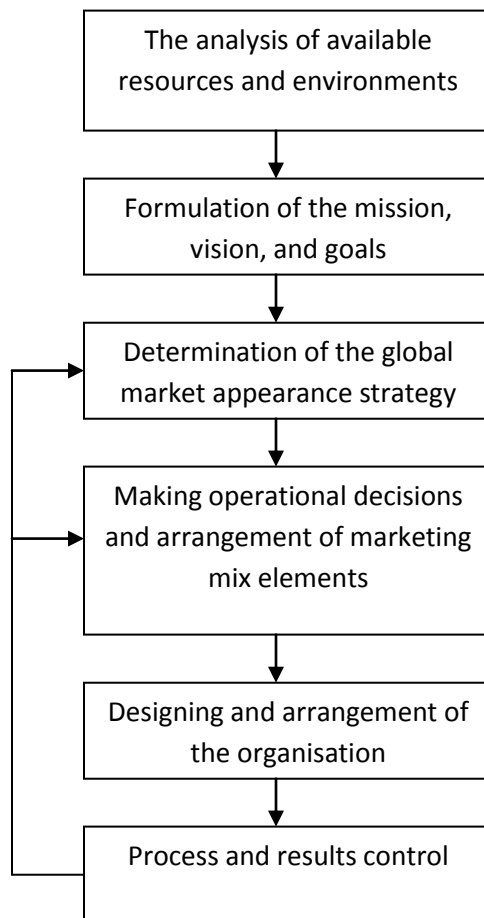 The analysis of available
resources and environments
Formulation of the mission,
vision, and goals
Determination of the global
market appearance strategy
Making operational decisions
and arrangement of marketing
mix elements
Designing and arrangement of
the organisation
Process and results control